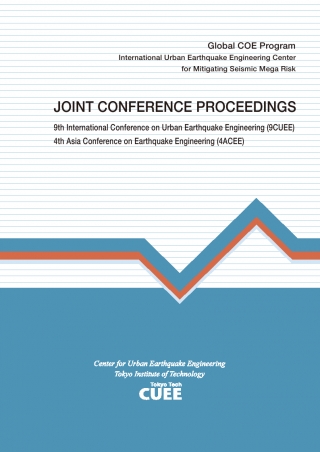 Global COE Program
International Urban Earthquake Engineering Center
for Mitigating Seismic Mega Risk
JOINT CONFERENCE PROCEEDINGS
9th International Conference on Urban Earthquake Engineering (9CUEE)
4th Asia Conference on Earthquake Engineering (4ACEE)
Center for Urban Earthquake Engineering
Tokyo Institute of Technology
Tokyo Tech
CUEE